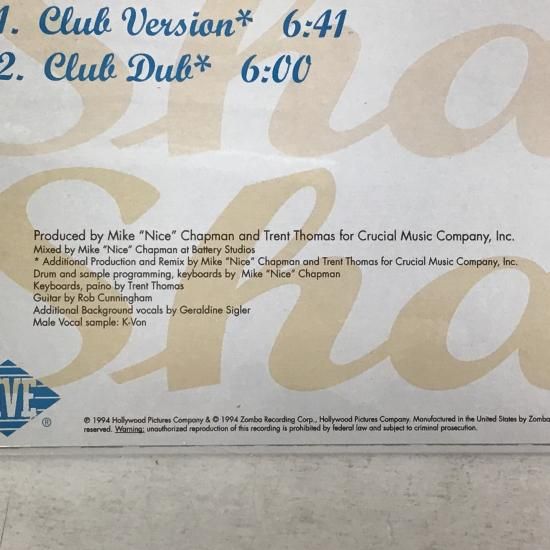 1. Club Version* 6:41
2. Club Dub* 6:00
Sha
Sha
Produced by Mike "Nice" Chapman and Trent Thomas for Crucial Music Company, Inc.
Mixed by Mike "Nice" Chapman at Battery Studios
* Additional Production and Remix by Mike "Nice" Chapman and Trent Thomas for Crucial Music Company, Inc.
Drum and sample programming, keyboards by Mike "Nice" Chapman
Keyboards, paino by Trent Thomas
Guitar by Rob Cunningham
Additional Background vocals by Geraldine Sigler
Male Vocal sample: K-Von
VE ®
℗ 1994 Hollywood Pictures Company & © 1994 Zomba Recording Corp., Hollywood Pictures Company. Manufactured in the United States by Zomba
reserved. Warning: unauthorized reproduction of this recording is prohibited by federal law and subject to criminal prosecution.